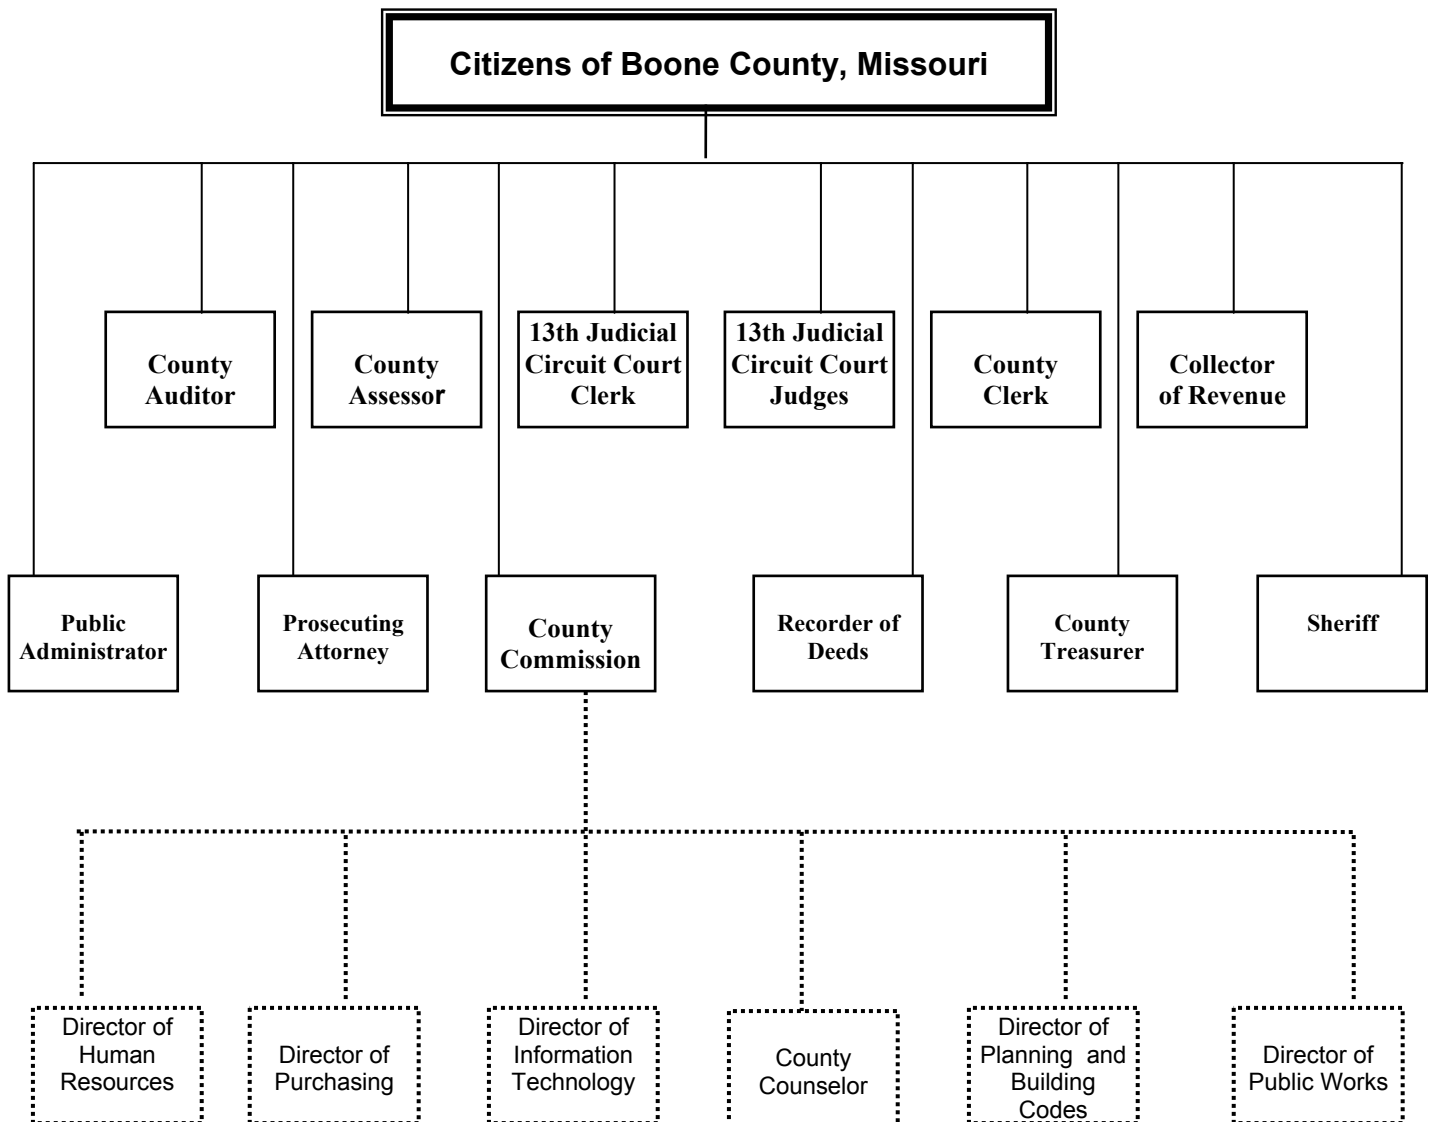 Citizens of Boone County, Missouri
County
Auditor
County
Assessor
13th Judicial
Circuit Court
Clerk
13th Judicial
Circuit Court
Judges
County
Clerk
Collector
of Revenue
Public
Administrator
Prosecuting
Attorney
County
Commission
Recorder of
Deeds
County
Treasurer
Sheriff
Director of
Human
Resources
Director of
Purchasing
Director of
Information
Technology
County
Counselor
Director of
Planning and
Building
Codes
Director of
Public Works